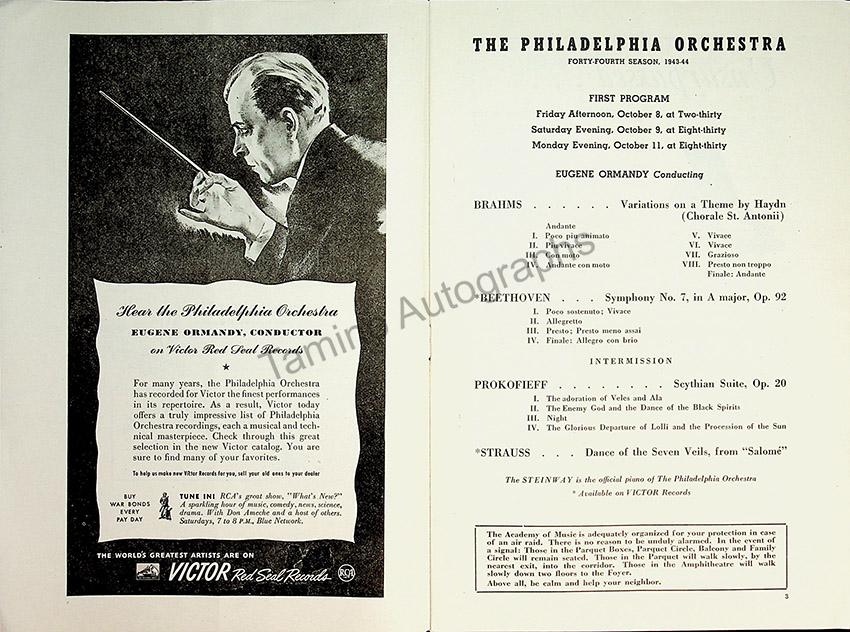 Hear the Philadelphia Orchestra
EUGENE ORMANDY, CONDUCTOR
on Victor Red Seal Records
★
For many years, the Philadelphia Orchestra
has recorded for Victor the finest performances
in its repertoire. As a result, Victor today
offers a truly impressive list of Philadelphia
Orchestra recordings, each a musical and tech-
nical masterpiece. Check through this great
selection in the new Victor catalog. You are
sure to find many of your favorites.
To help us make new Victor Records for you, sell your old ones to your dealer
BUY
WAR BONDS
EVERY
PAY DAY
TUNE IN! RCA's great show, "What's New?"
A sparkling hour of music, comedy, news, science,
drama. With Don Ameche and a host of others.
Saturdays, 7 to 8 P.M., Blue Network.
THE WORLD'S GREATEST ARTISTS ARE ON
VICTOR Red Seal Records RCA
THE PHILADELPHIA ORCHESTRA
FORTY-FOURTH SEASON, 1943-44
FIRST PROGRAM
Friday Afternoon, October 8, at Two-thirty
Saturday Evening, October 9, at Eight-thirty
Monday Evening, October 11, at Eight-thirty
EUGENE ORMANDY Conducting
BRAHMS . . . . . . Variations on a Theme by Haydn
(Chorale St. Antonii)
Andante
I. Poco piu animato
II. Piu vivace
III. Con moto
IV. Andante con moto
V. Vivace
VI. Vivace
VII. Grazioso
VIII. Presto non troppo
Finale: Andante
*BEETHOVEN . . . Symphony No. 7, in A major, Op. 92
I. Poco sostenuto; Vivace
II. Allegretto
III. Presto; Presto meno assai
IV. Finale: Allegro con brio
INTERMISSION
PROKOFIEFF . . . . . . . . Scythian Suite, Op. 20
I. The adoration of Veles and Ala
II. The Enemy God and the Dance of the Black Spirits
III. Night
IV. The Glorious Departure of Lolli and the Procession of the Sun
*STRAUSS . . . Dance of the Seven Veils, from "Salomé"
The STEINWAY is the official piano of The Philadelphia Orchestra
* Available on VICTOR Records
The Academy of Music is adequately organized for your protection in case
of an air raid. There is no reason to be unduly alarmed. In the event of
a signal: Those in the Parquet Boxes, Parquet Circle, Balcony and Family
Circle will remain seated. Those in the Parquet will walk slowly, by the
nearest exit, into the corridor. Those in the Amphitheatre will walk
slowly down two floors to the Foyer.
Above all, be calm and help your neighbor.
3
Tamino Autographs